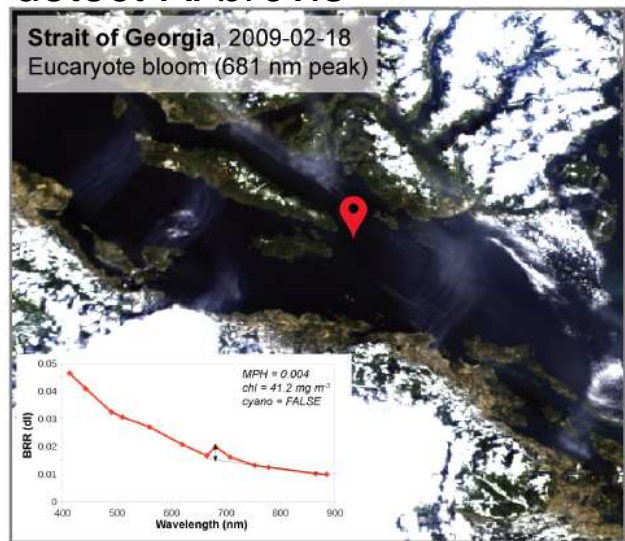 Strait of Georgia, 2009-02-18
Eucaryote bloom (681 nm peak)
MPH = 0.004
chl = 41.2 mg m⁻³
cyano = FALSE
BRR (dl)
0.05
0.04
0.03
0.02
0.01
0
400 500 600 700 800 900
Wavelength (nm)